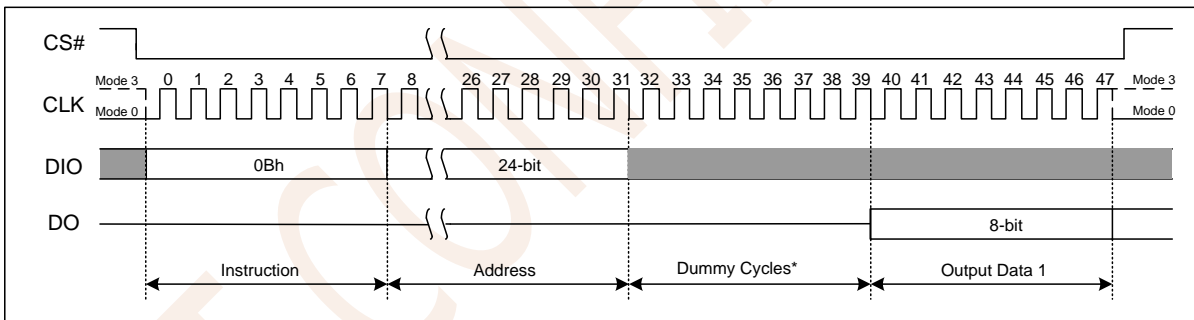 CS#
Mode 3 0 1 2 3 4 5 6 7 8 26 27 28 29 30 31 32 33 34 35 36 37 38 39 40 41 42 43 44 45 46 47 Mode 3
CLK
Mode 0 Mode 0
DIO 0Bh 24-bit
DO 8-bit
Instruction Address Dummy Cycles* Output Data 1